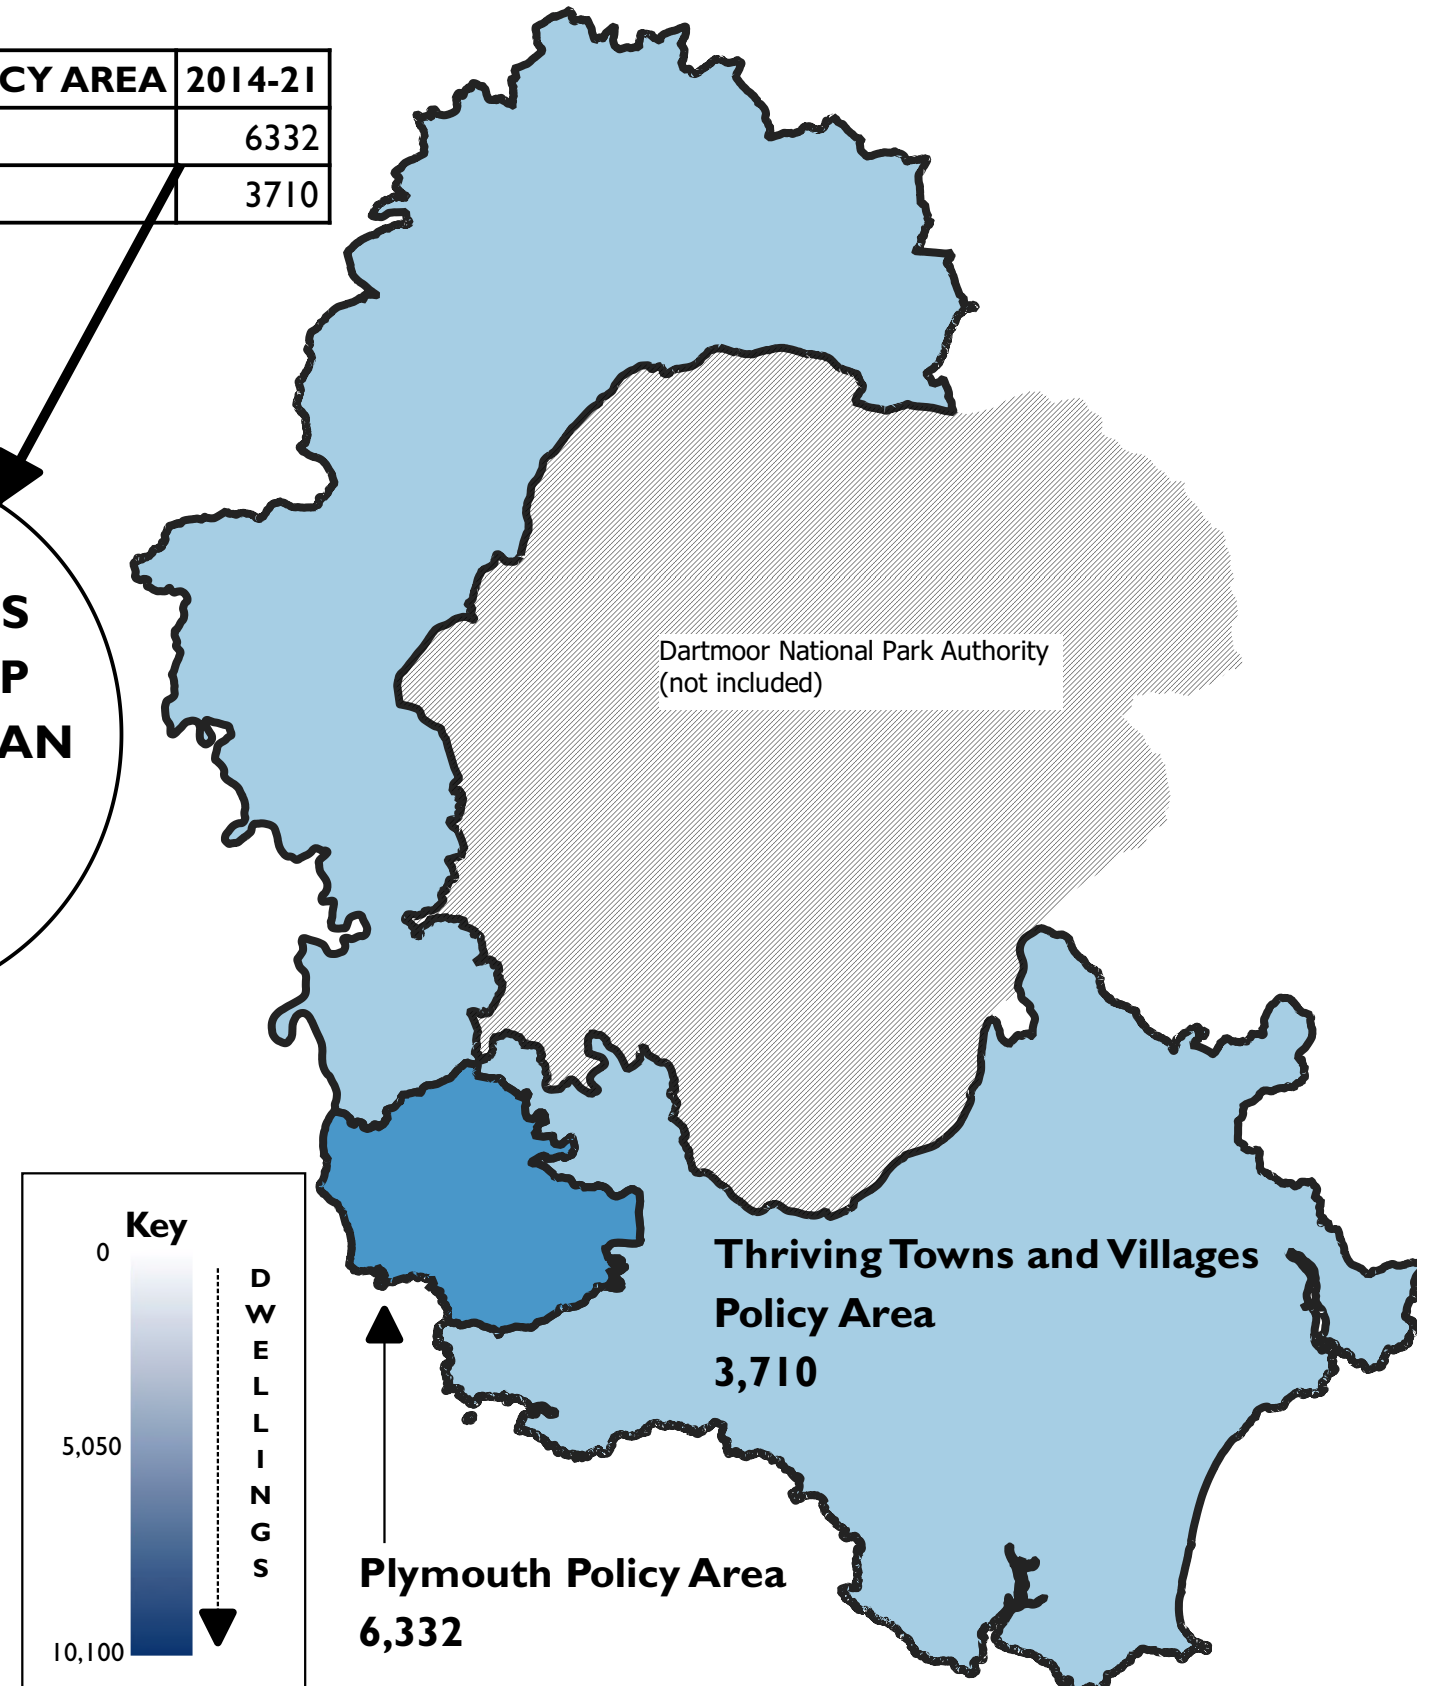 CY AREA 2014-21
6332
3710
S
P
AN
Dartmoor National Park Authority
(not included)
Thriving Towns and Villages
Policy Area
3,710
Key
0
5,050
10,100
D
W
E
L
L
I
N
G
S
Plymouth Policy Area
6,332